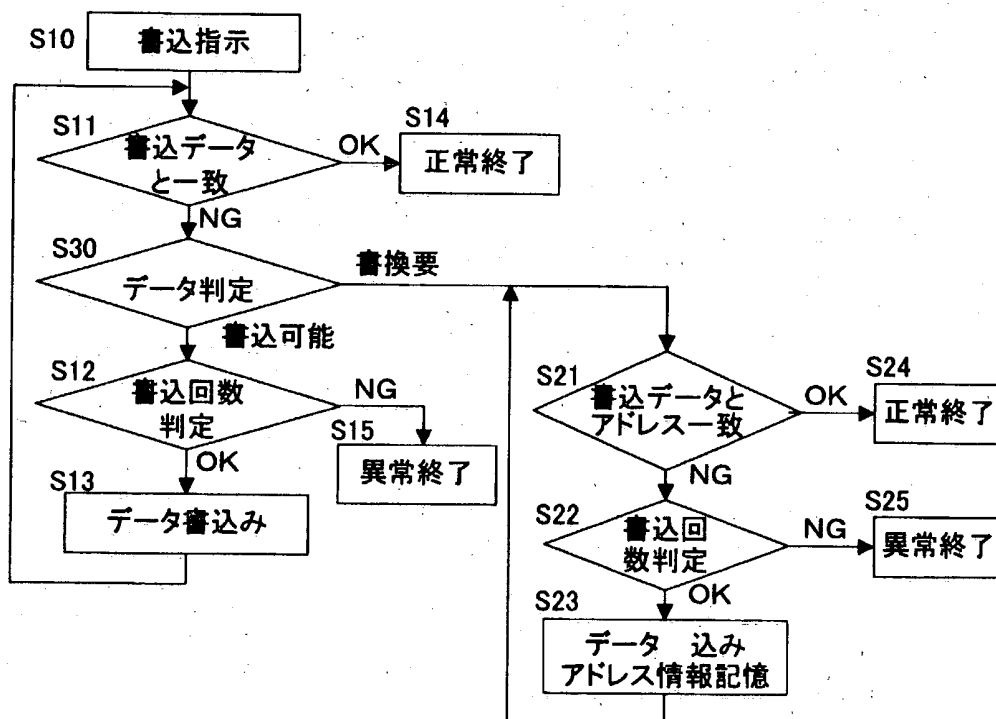 S10
書込指示
S11
書込データ
と一致
OK
S14
正常終了
NG
S30
データ判定
書換要
書込可能
S12
書込回数
判定
NG
S15
異常終了
OK
S13
データ書込み
S21
書込データと
アドレス一致
OK
S24
正常終了
NG
S22
書込回
数判定
NG
S25
異常終了
OK
S23
データ 込み
アドレス情報記憶